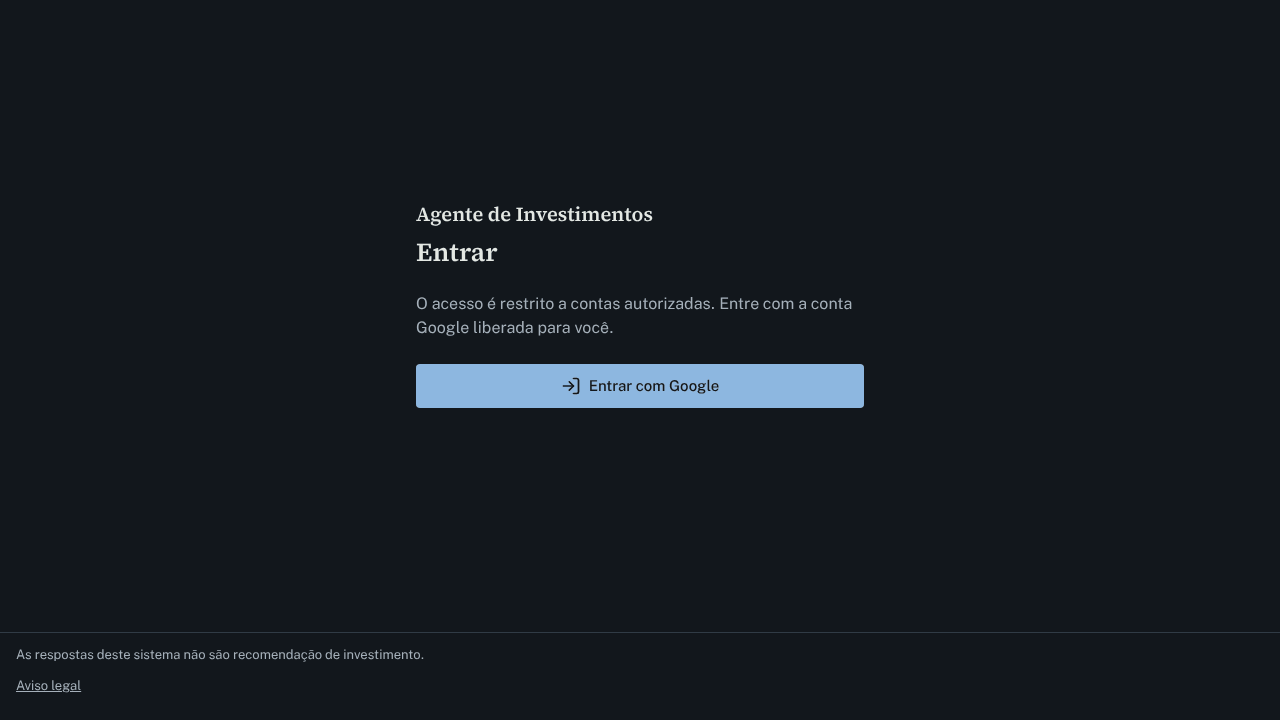 Agente de Investimentos
Entrar
O acesso é restrito a contas autorizadas. Entre com a conta
Google liberada para você.
Entrar com Google
As respostas deste sistema não são recomendação de investimento.
Aviso legal